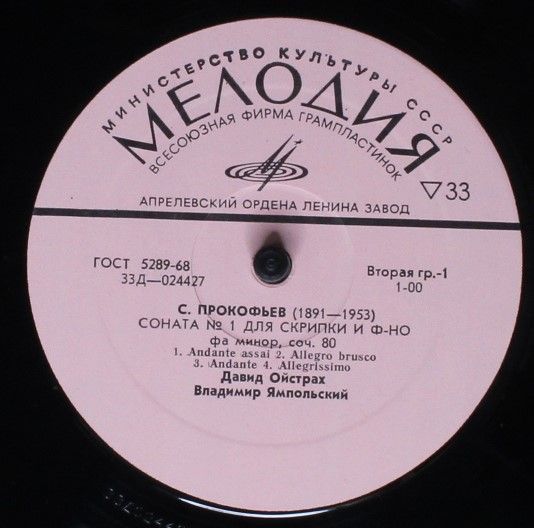 МИНИСТЕРСТВО КУЛЬТУРЫ СССР
МЕЛОДИЯ
ВСЕСОЮЗНАЯ ФИРМА ГРАМПЛАСТИНОК
▽33
АПРЕЛЕВСКИЙ ОРДЕНА ЛЕНИНА ЗАВОД
ГОСТ 5289-68
33Д—024427
Вторая гр.-1
1-00
С. ПРОКОФЬЕВ (1891—1953)
СОНАТА № 1 ДЛЯ СКРИПКИ И Ф-НО
фа минор, соч. 80
1. Andante assai 2. Allegro brusco
3. Andante 4. Allegrissimo
Давид Ойстрах
Владимир Ямпольский